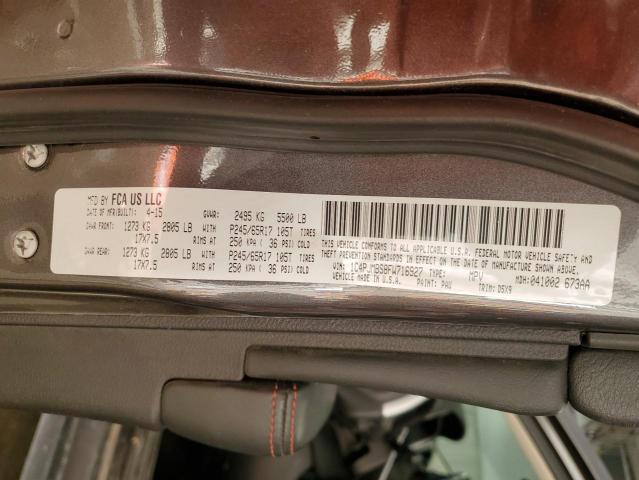 MFD BY FCA US LLC
DATE OF MFR(BUILT): 4-15 GVWR: 2495 KG 5500 LB
GAWR FRONT: 1273 KG 2805 LB WITH P245/65R17 105T TIRES
17X7.5 RIMS AT 250 KPA ( 36 PSI) COLD
GAWR REAR: 1273 KG 2805 LB WITH P245/65R17 105T TIRES
17X7.5 RIMS AT 250 KPA ( 36 PSI) COLD
THIS VEHICLE CONFORMS TO ALL APPLICABLE U.S.A. FEDERAL MOTOR VEHICLE SAFETY AND
THEFT PREVENTION STANDARDS IN EFFECT ON THE DATE OF MANUFACTURE SHOWN ABOVE.
VIN: 1C4PJMBS8FW716827 TYPE: MPV MDH:041002 673AA
VEHICLE MADE IN U.S.A. PAINT: PAU TRIM: D5X9